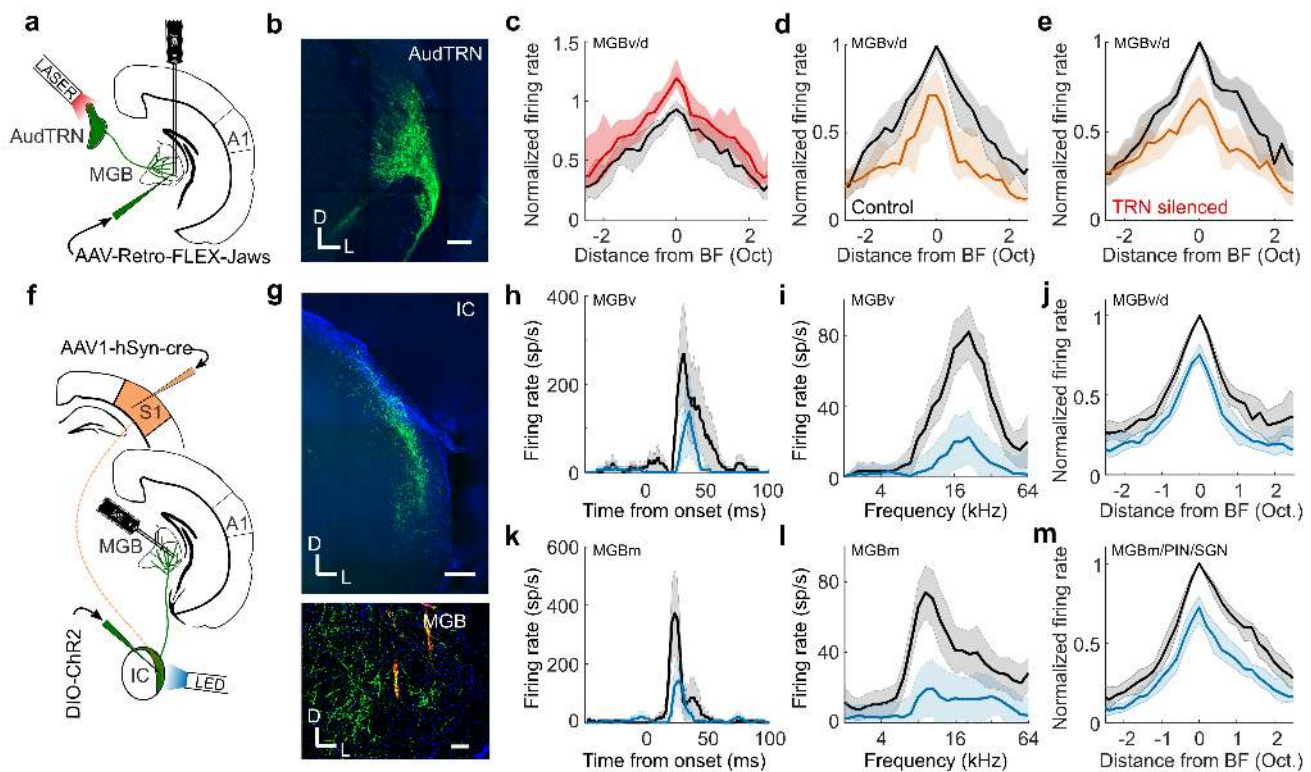 a
LASER
AudTRN
MGB
A1
AAV-Retro-FLEX-Jaws
b
AudTRN
D
L
c
MGBv/d
Normalized firing rate
1.5
1
0.5
0
-2 0 2
Distance from BF (Oct)
d
MGBv/d
Normalized firing rate
1
0.5
0
Control
-2 0 2
Distance from BF (Oct)
e
MGBv/d
Normalized firing rate
1
0.5
0
TRN silenced
-2 0 2
Distance from BF (Oct)
f
AAV1-hSyn-cre
S1
A1
MGB
DIO-ChR2
IC
LED
g
IC
D
L
MGB
D
L
h
MGBv
Firing rate (sp/s)
400
200
0
0 50 100
Time from onset (ms)
i
MGBv
Firing rate (sp/s)
80
40
0
4 16 64
Frequency (kHz)
j
MGBv/d
Normalized firing rate
1
0.5
0
-2 -1 0 1 2
Distance from BF (Oct.)
k
MGBm
Firing rate (sp/s)
600
400
200
0
0 50 100
Time from onset (ms)
l
MGBm
Firing rate (sp/s)
80
40
0
4 16 64
Frequency (kHz)
m
MGBm/PIN/SGN
Normalized firing rate
1
0.5
0
-2 -1 0 1 2
Distance from BF (Oct.)